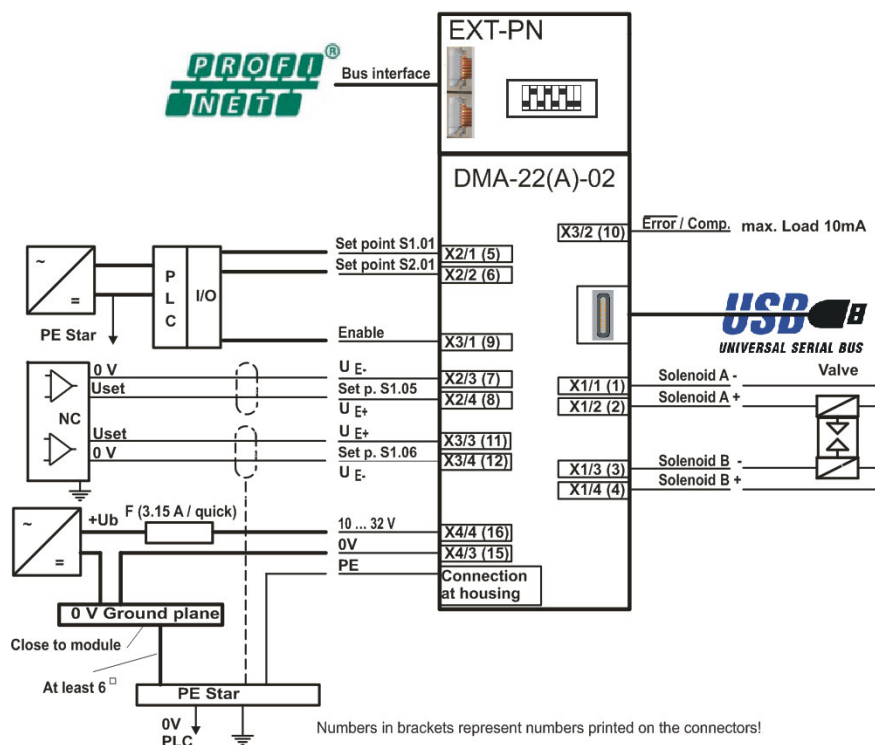 EXT-PN
PROFI®
NET
Bus interface
DMA-22(A)-02
Set point S1.01
X2/1 (5)
Set point S2.01
X2/2 (6)
X3/2 (10)
Error / Comp.
max. Load 10mA
~
=
PLC
I/O
PE Star
Enable
X3/1 (9)
USB
UNIVERSAL SERIAL BUS
0 V
U E-
X2/3 (7)
Uset
Set p. S1.05
X2/4 (8)
U E+
NC
Uset
U E+
X3/3 (11)
0 V
Set p. S1.06
X3/4 (12)
U E-
X1/1 (1)
Solenoid A -
Valve
X1/2 (2)
Solenoid A +
X1/3 (3)
Solenoid B -
X1/4 (4)
Solenoid B +
~
=
+Ub
F (3.15 A / quick)
10 ... 32 V
X4/4 (16)
0V
X4/3 (15)
PE
Connection
at housing
0 V Ground plane
Close to module
At least 6 □
PE Star
0V
PLC
Numbers in brackets represent numbers printed on the connectors!